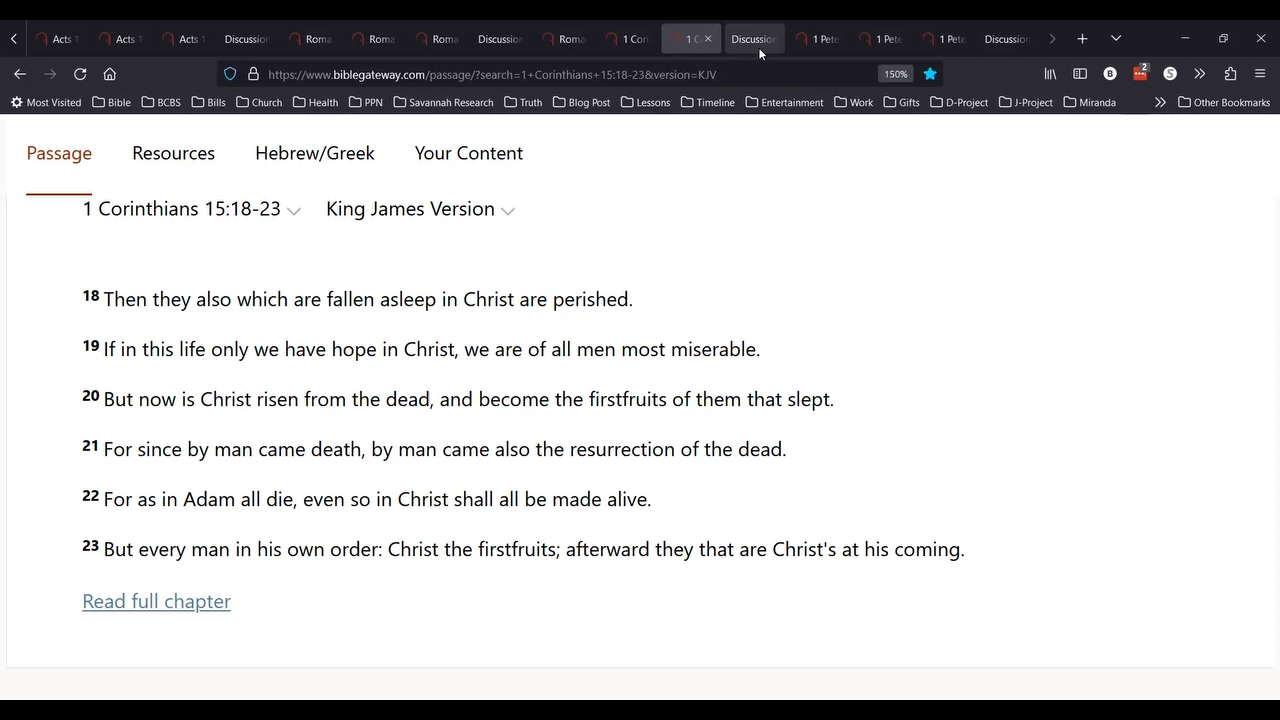 Acts 1 Acts 1 Acts 1 Discussion Roma Roma Roma Discussion Roma 1 Cori 1 C Discussion 1 Pete 1 Pete 1 Pete Discussion
https://www.biblegateway.com/passage/?search=1+Corinthians+15:18-23&version=KJV 150% B 2 S
Most Visited Bible BCBS Bills Church Health PPN Savannah Research Truth Blog Post Lessons Timeline Entertainment Work Gifts D-Project J-Project Miranda Other Bookmarks
Passage Resources Hebrew/Greek Your Content
1 Corinthians 15:18-23 King James Version
18 Then they also which are fallen asleep in Christ are perished.
19 If in this life only we have hope in Christ, we are of all men most miserable.
20 But now is Christ risen from the dead, and become the firstfruits of them that slept.
21 For since by man came death, by man came also the resurrection of the dead.
22 For as in Adam all die, even so in Christ shall all be made alive.
23 But every man in his own order: Christ the firstfruits; afterward they that are Christ's at his coming.
Read full chapter